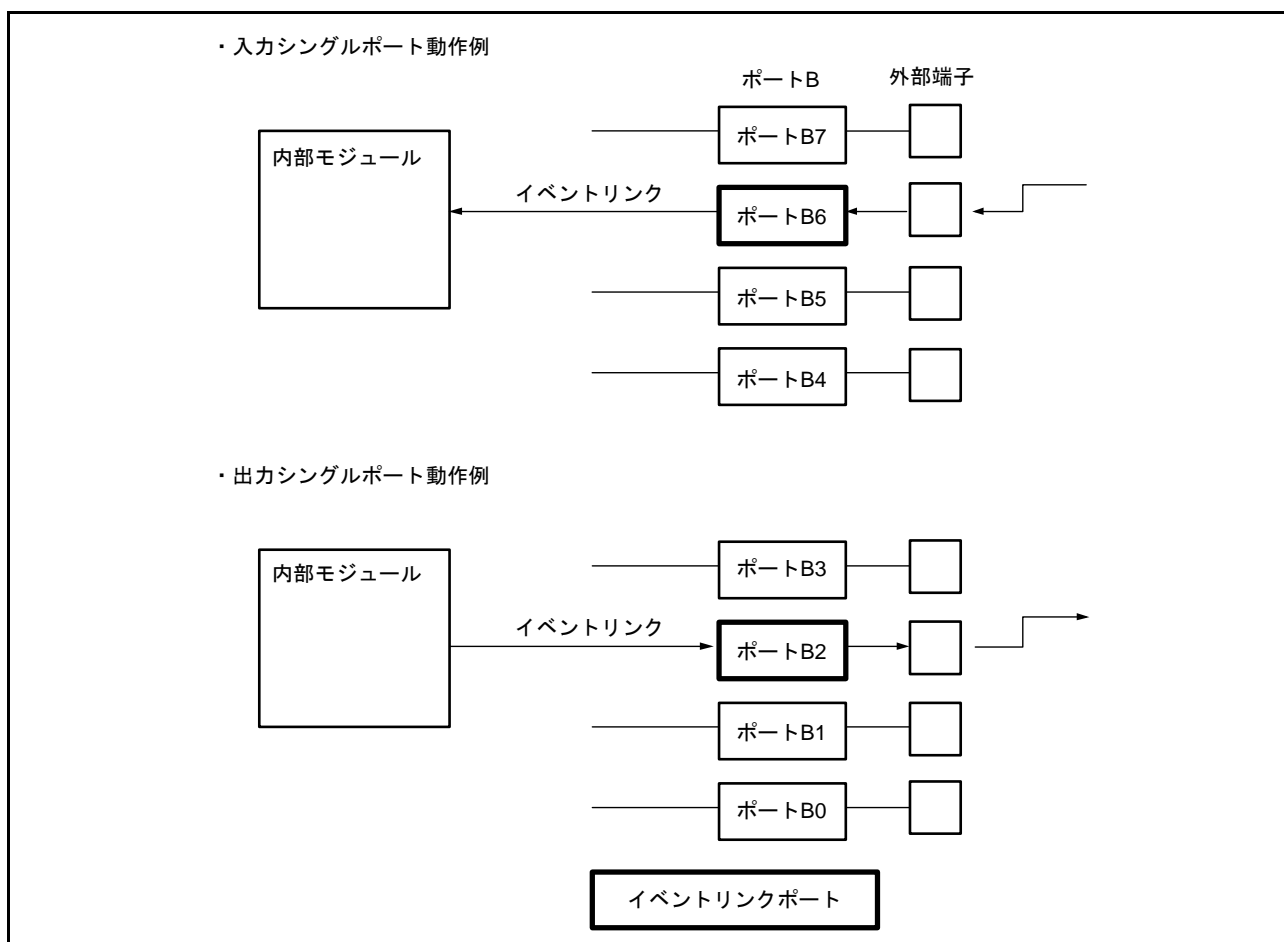 ・入力シングルポート動作例
ポートB 外部端子
内部モジュール
ポートB7
イベントリンク
ポートB6
ポートB5
ポートB4
・出力シングルポート動作例
内部モジュール
ポートB3
イベントリンク
ポートB2
ポートB1
ポートB0
イベントリンクポート